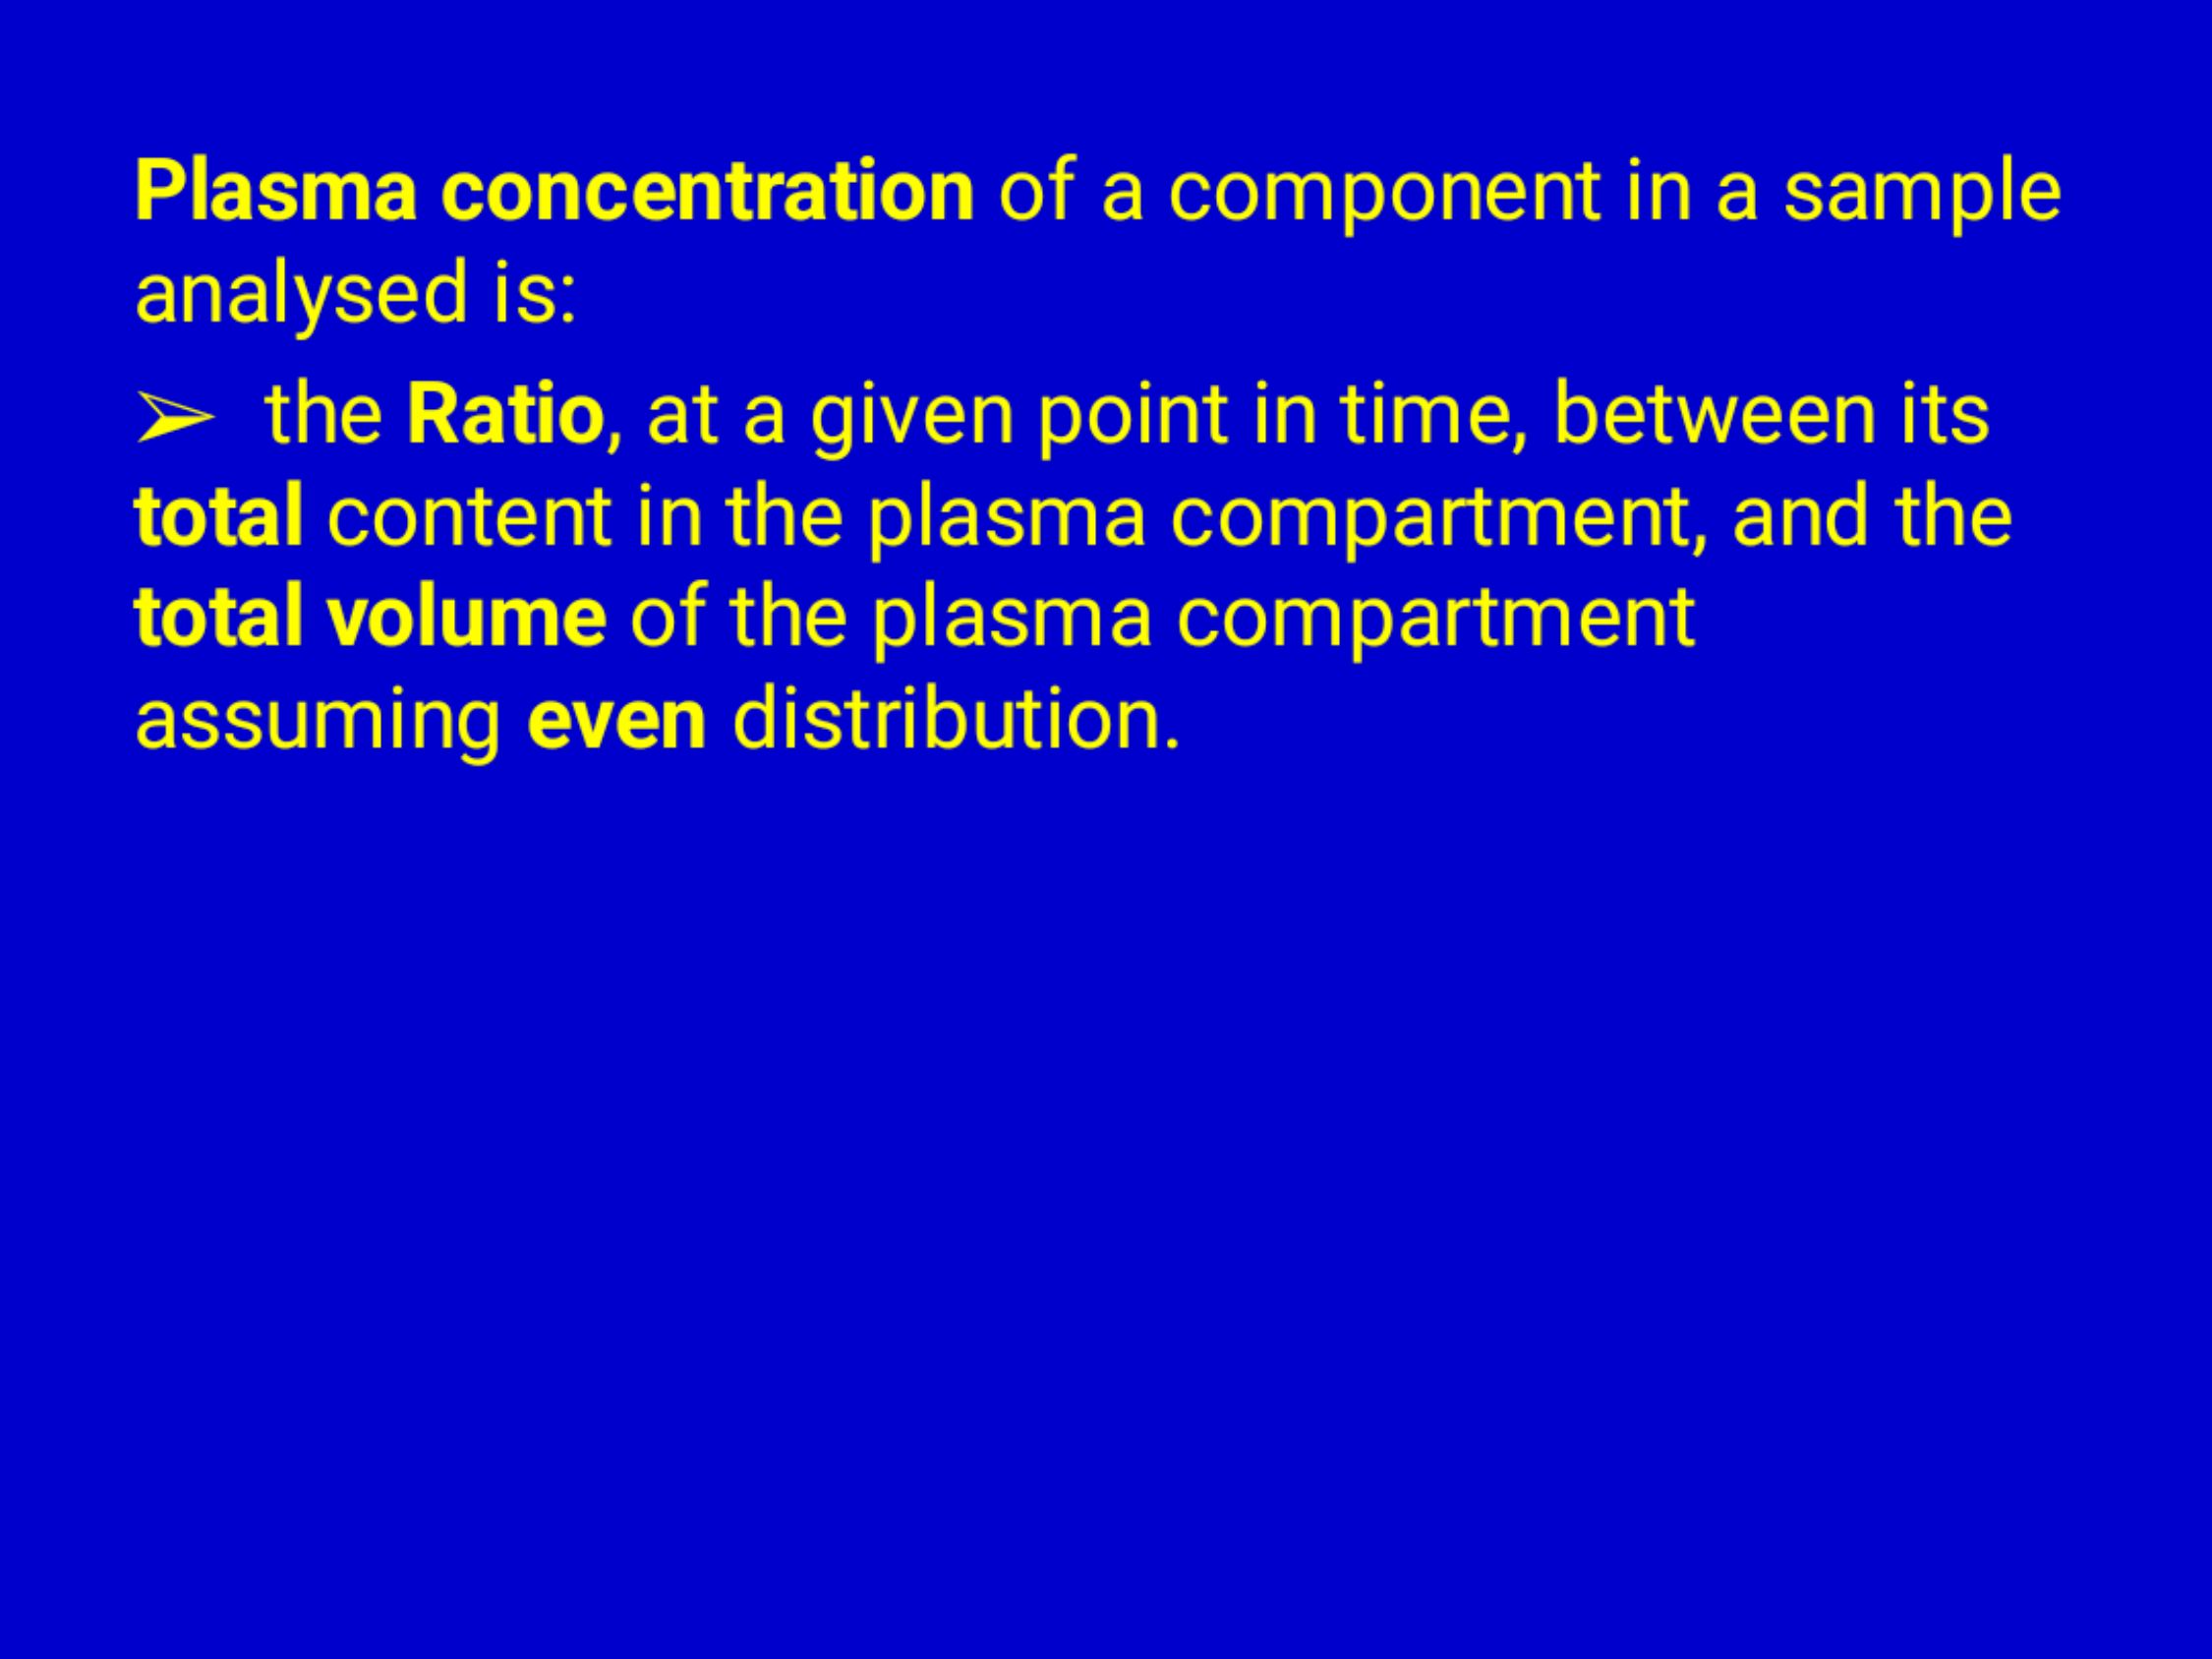 Plasma concentration of a component in a sample
analysed is:
➢ the Ratio, at a given point in time, between its
total content in the plasma compartment, and the
total volume of the plasma compartment
assuming even distribution.